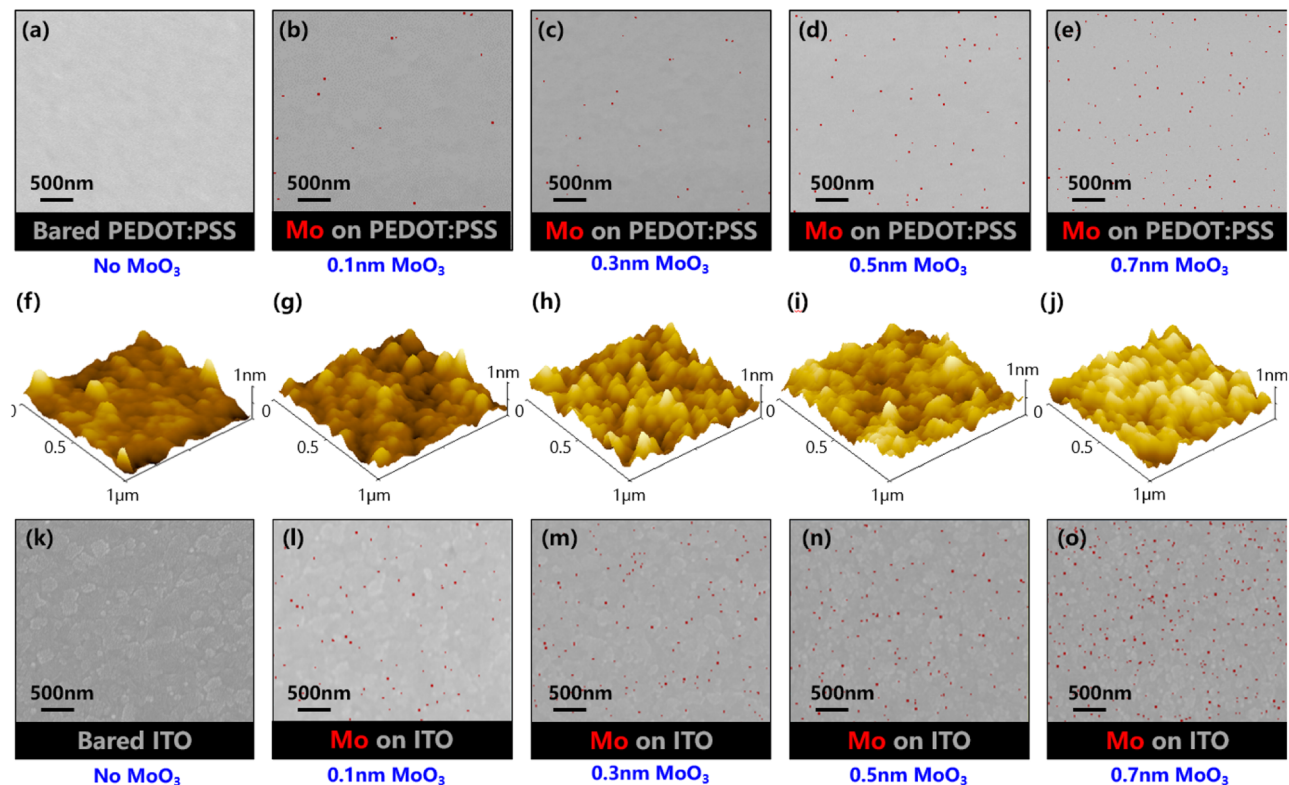 (a) (b) (c) (d) (e)
500nm 500nm 500nm 500nm 500nm
Bared PEDOT:PSS Mo on PEDOT:PSS Mo on PEDOT:PSS Mo on PEDOT:PSS Mo on PEDOT:PSS
No MoO₃ 0.1nm MoO₃ 0.3nm MoO₃ 0.5nm MoO₃ 0.7nm MoO₃
(f) (g) (h) (i) (j)
1nm 1nm 1nm 1nm 1nm
0 0 0 0 0
0.5 0.5 0.5 0.5 0.5
1μm 1μm 1μm 1μm 1μm
(k) (l) (m) (n) (o)
500nm 500nm 500nm 500nm 500nm
Bared ITO Mo on ITO Mo on ITO Mo on ITO Mo on ITO
No MoO₃ 0.1nm MoO₃ 0.3nm MoO₃ 0.5nm MoO₃ 0.7nm MoO₃